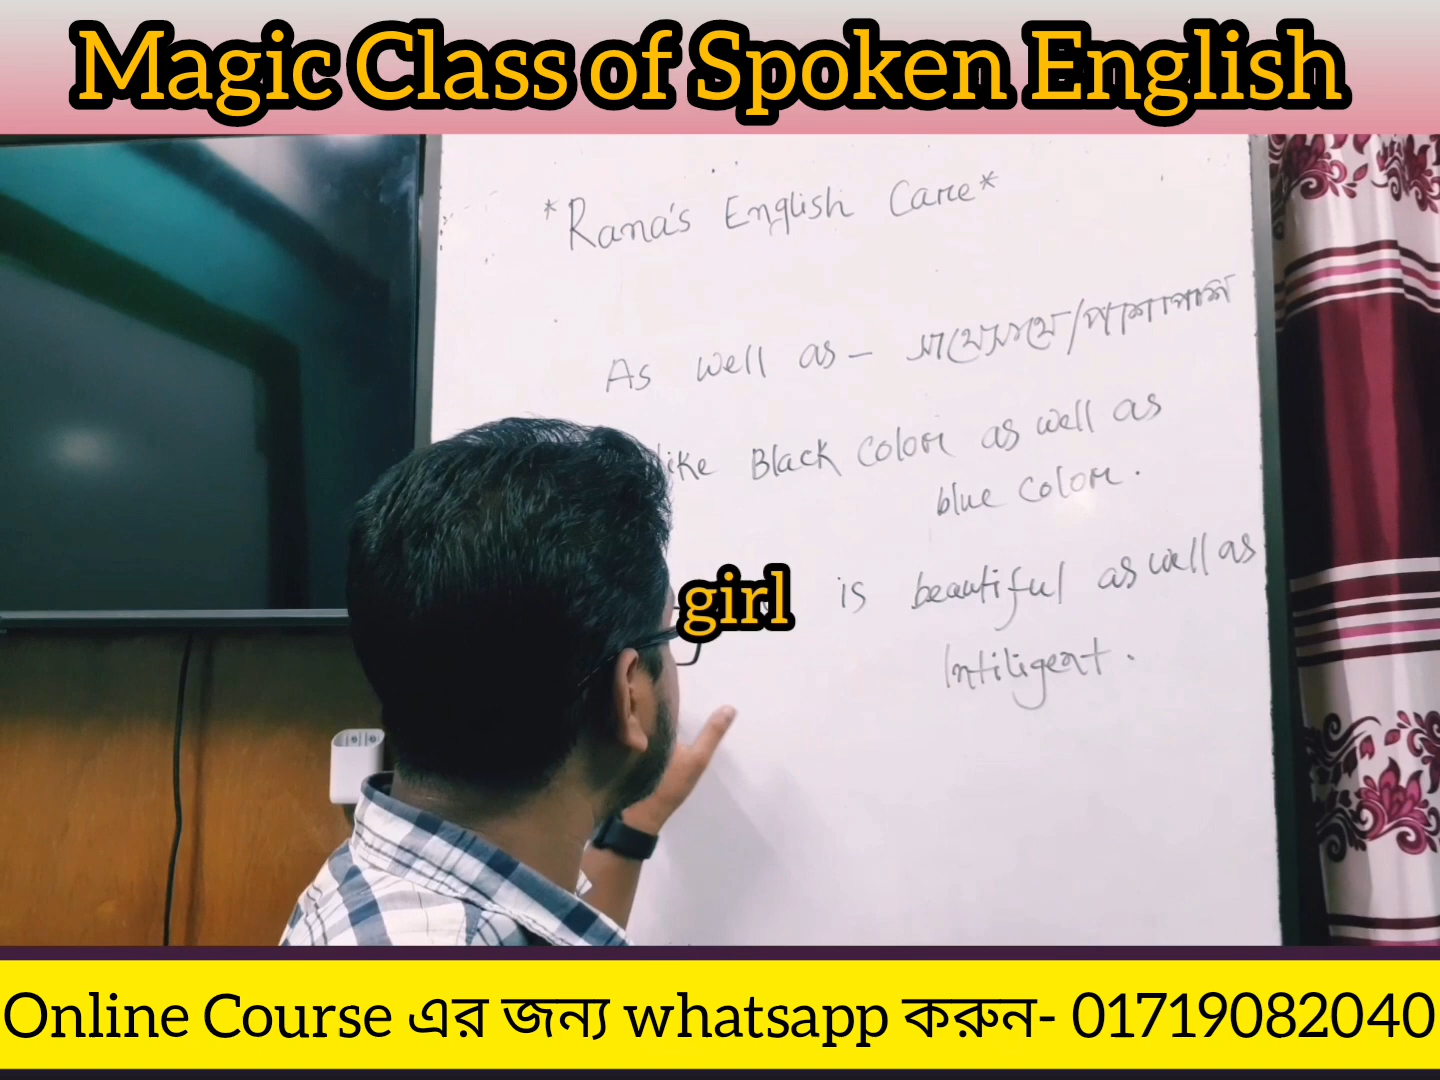 Magic Class of Spoken English
*Rana's English Care*
As well as – সাথেসাথে/পাশাপাশি
like Black Color as well as
blue Color.
girl is beautiful as well as
Intiligent.
Online Course এর জন্য whatsapp করুন- 01719082040